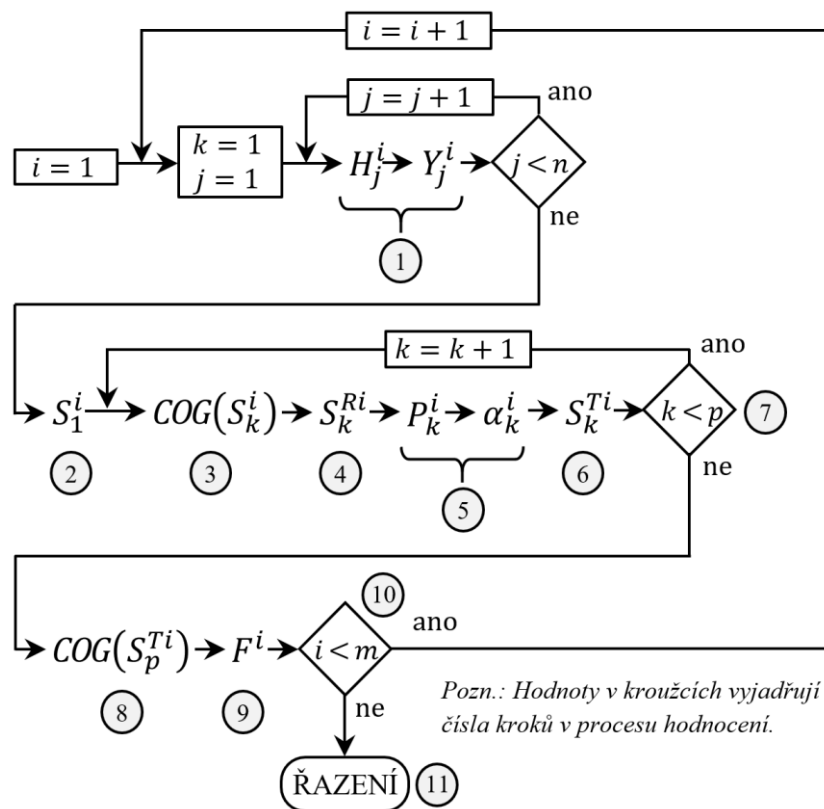 i = i + 1
j = j + 1 ano
i = 1
k = 1
j = 1
H_j^i Y_j^i j < n
ne
1
k = k + 1 ano
S_1^i COG(S_k^i) S_k^{Ri} P_k^i α_k^i S_k^{Ti} k < p 7
2 3 4 5 6 ne
10
COG(S_p^{Ti}) F^i i < m ano
8 9 ne
Pozn.: Hodnoty v kroužcích vyjadřují
čísla kroků v procesu hodnocení.
ŘAZENÍ 11